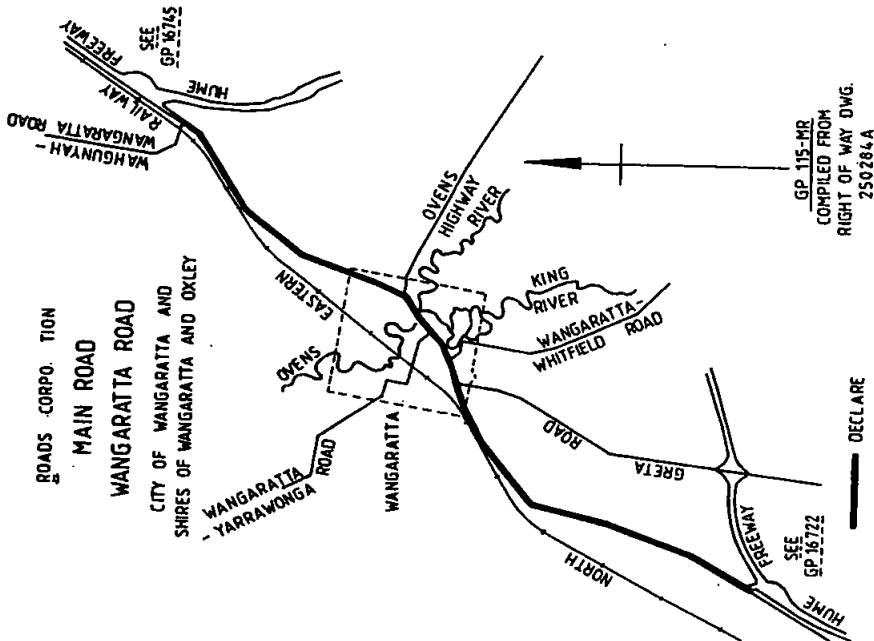 ROADS CORPO. TION
MAIN ROAD
WANGARATTA ROAD
CITY OF WANGARATTA AND
SHIRES OF WANGARATTA AND OXLEY
WAHGUNYAH -
WANGARATTA ROAD
RAILWAY
FREEWAY
HUME
SEE
GP 16745
EASTERN
OVENS
HIGHWAY
RIVER
OVENS
KING
RIVER
WANGARATTA-
WHITFIELD ROAD
WANGARATTA
- YARRAWONGA ROAD
WANGARATTA
ROAD
GRETA
NORTH
HUME
FREEWAY
SEE
GP 16722
DECLARE
GP 115-MR
COMPILED FROM
RIGHT OF WAY DWG.
250284A